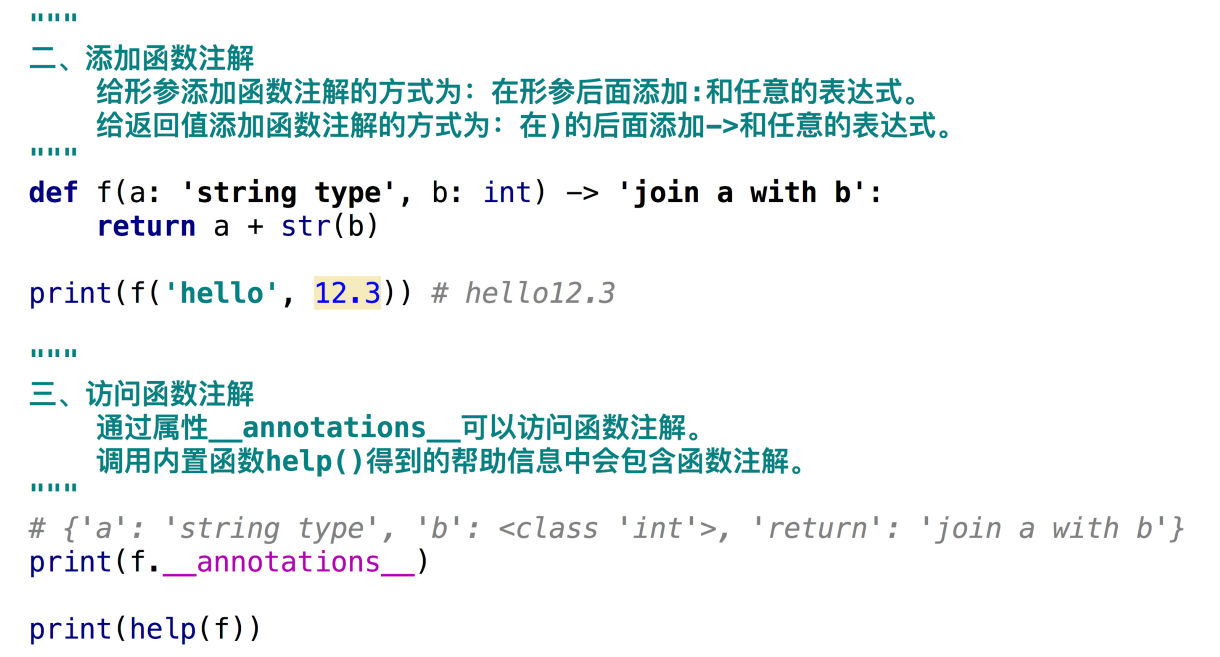 """
二、添加函数注解
    给形参添加函数注解的方式为：在形参后面添加:和任意的表达式。
    给返回值添加函数注解的方式为：在)的后面添加->和任意的表达式。
"""
def f(a: 'string type', b: int) -> 'join a with b':
    return a + str(b)

print(f('hello', 12.3)) # hello12.3

"""
三、访问函数注解
    通过属性__annotations__可以访问函数注解。
    调用内置函数help()得到的帮助信息中会包含函数注解。
"""
# {'a': 'string type', 'b': <class 'int'>, 'return': 'join a with b'}
print(f.__annotations__)

print(help(f))